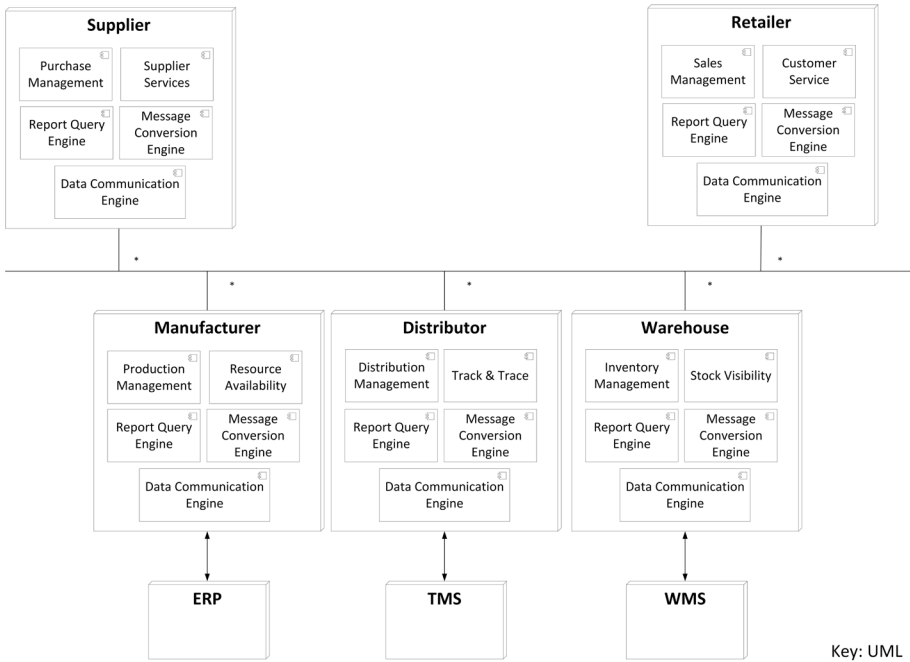 Supplier
Purchase
Management
Supplier
Services
Report Query
Engine
Message
Conversion
Engine
Data Communication
Engine
*
Retailer
Sales
Management
Customer
Service
Report Query
Engine
Message
Conversion
Engine
Data Communication
Engine
*
*
Manufacturer
Production
Management
Resource
Availability
Report Query
Engine
Message
Conversion
Engine
Data Communication
Engine
ERP
*
Distributor
Distribution
Management
Track & Trace
Report Query
Engine
Message
Conversion
Engine
Data Communication
Engine
TMS
*
Warehouse
Inventory
Management
Stock Visibility
Report Query
Engine
Message
Conversion
Engine
Data Communication
Engine
WMS
Key: UML